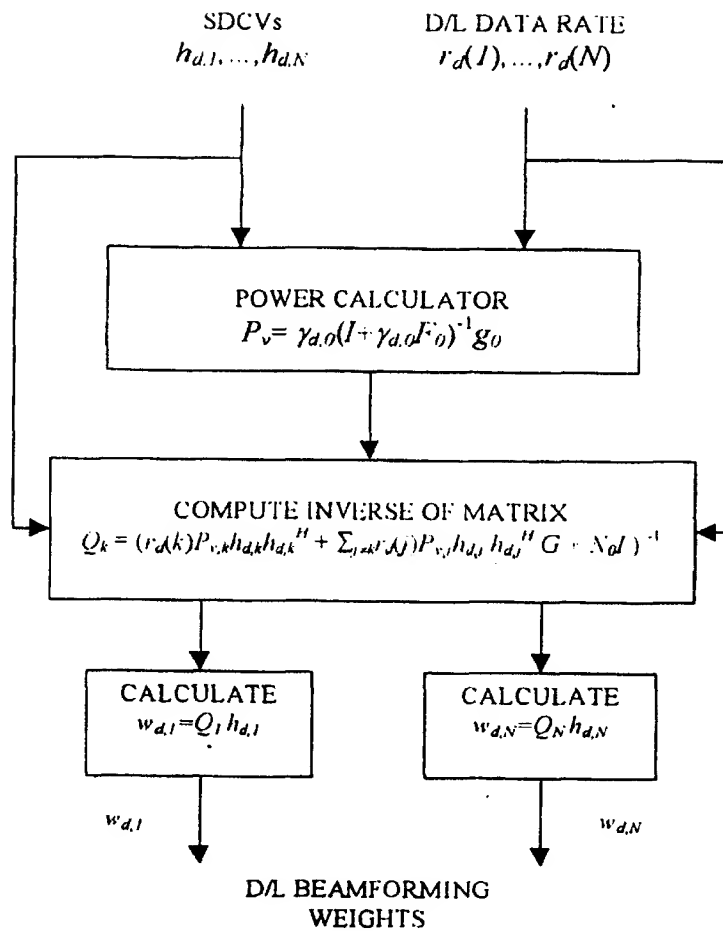 SDCVs
h_{d,1},...,h_{d,N}
D/L DATA RATE
r_d(1),...,r_d(N)
POWER CALCULATOR
P_v = γ_{d,0}(I+γ_{d,0}F_0)^{-1}g_0
COMPUTE INVERSE OF MATRIX
Q_k = (r_d(k)P_{v,k}h_{d,k}h_{d,k}^H + ∑_{j≠k}r_d(j)P_{v,j}h_{d,j} h_{d,j}^H G + N_0I)^{-1}
CALCULATE
w_{d,1}=Q_1 h_{d,1}
CALCULATE
w_{d,N}=Q_N h_{d,N}
w_{d,1}
w_{d,N}
D/L BEAMFORMING
WEIGHTS